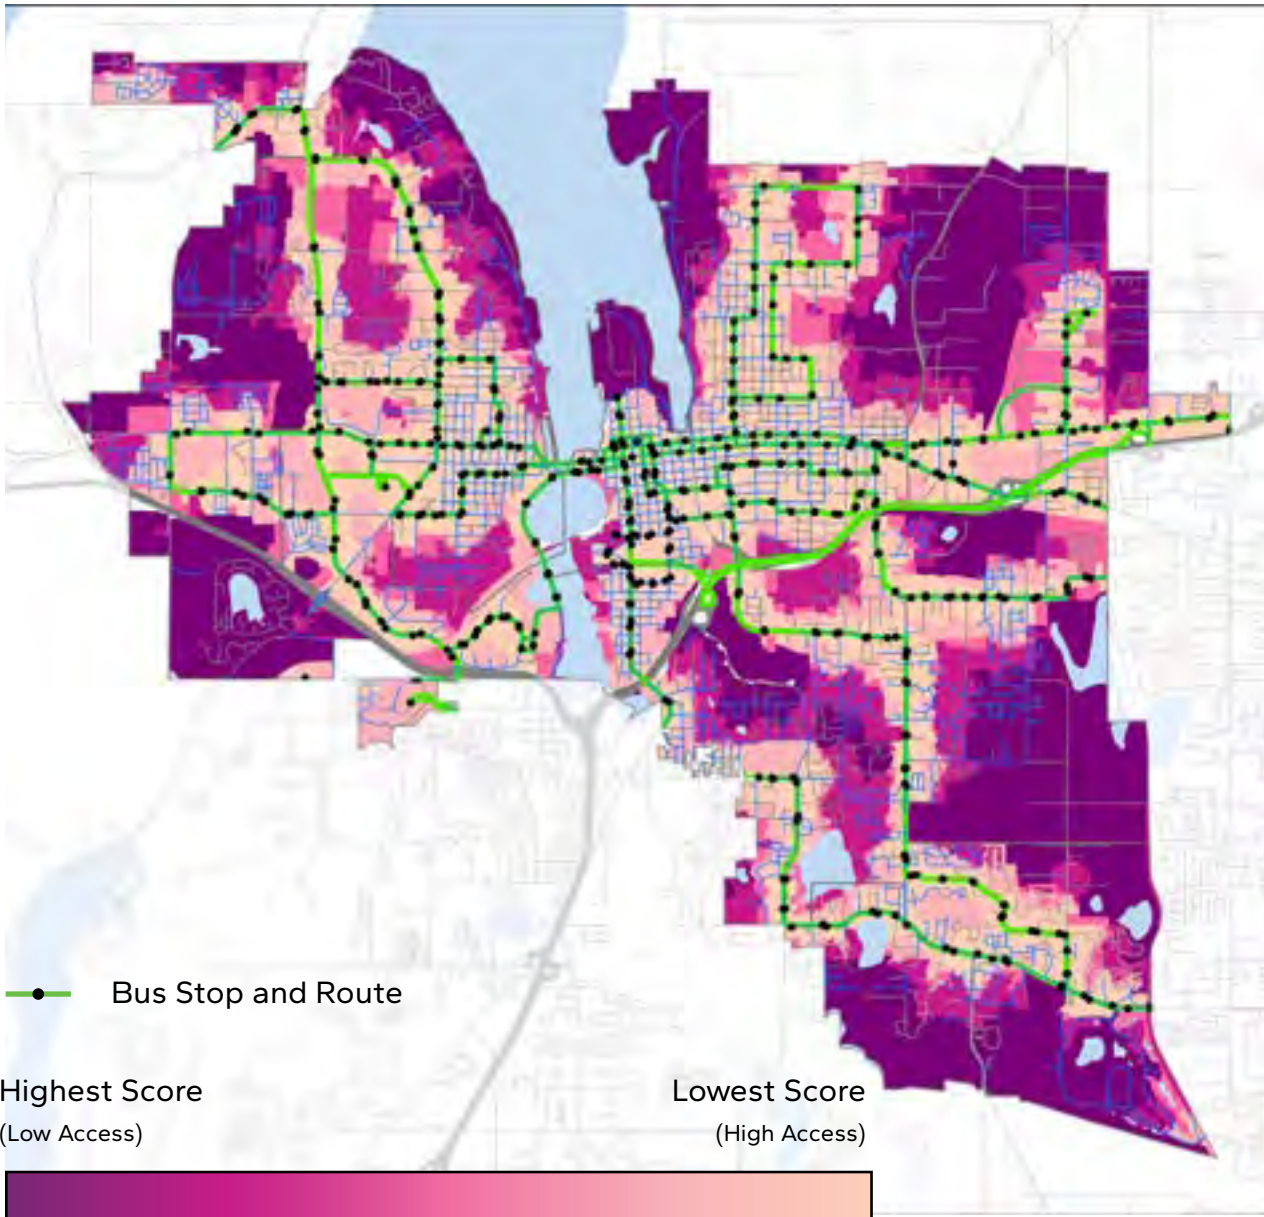 Bus Stop and Route
Highest Score
(Low Access)
Lowest Score
(High Access)